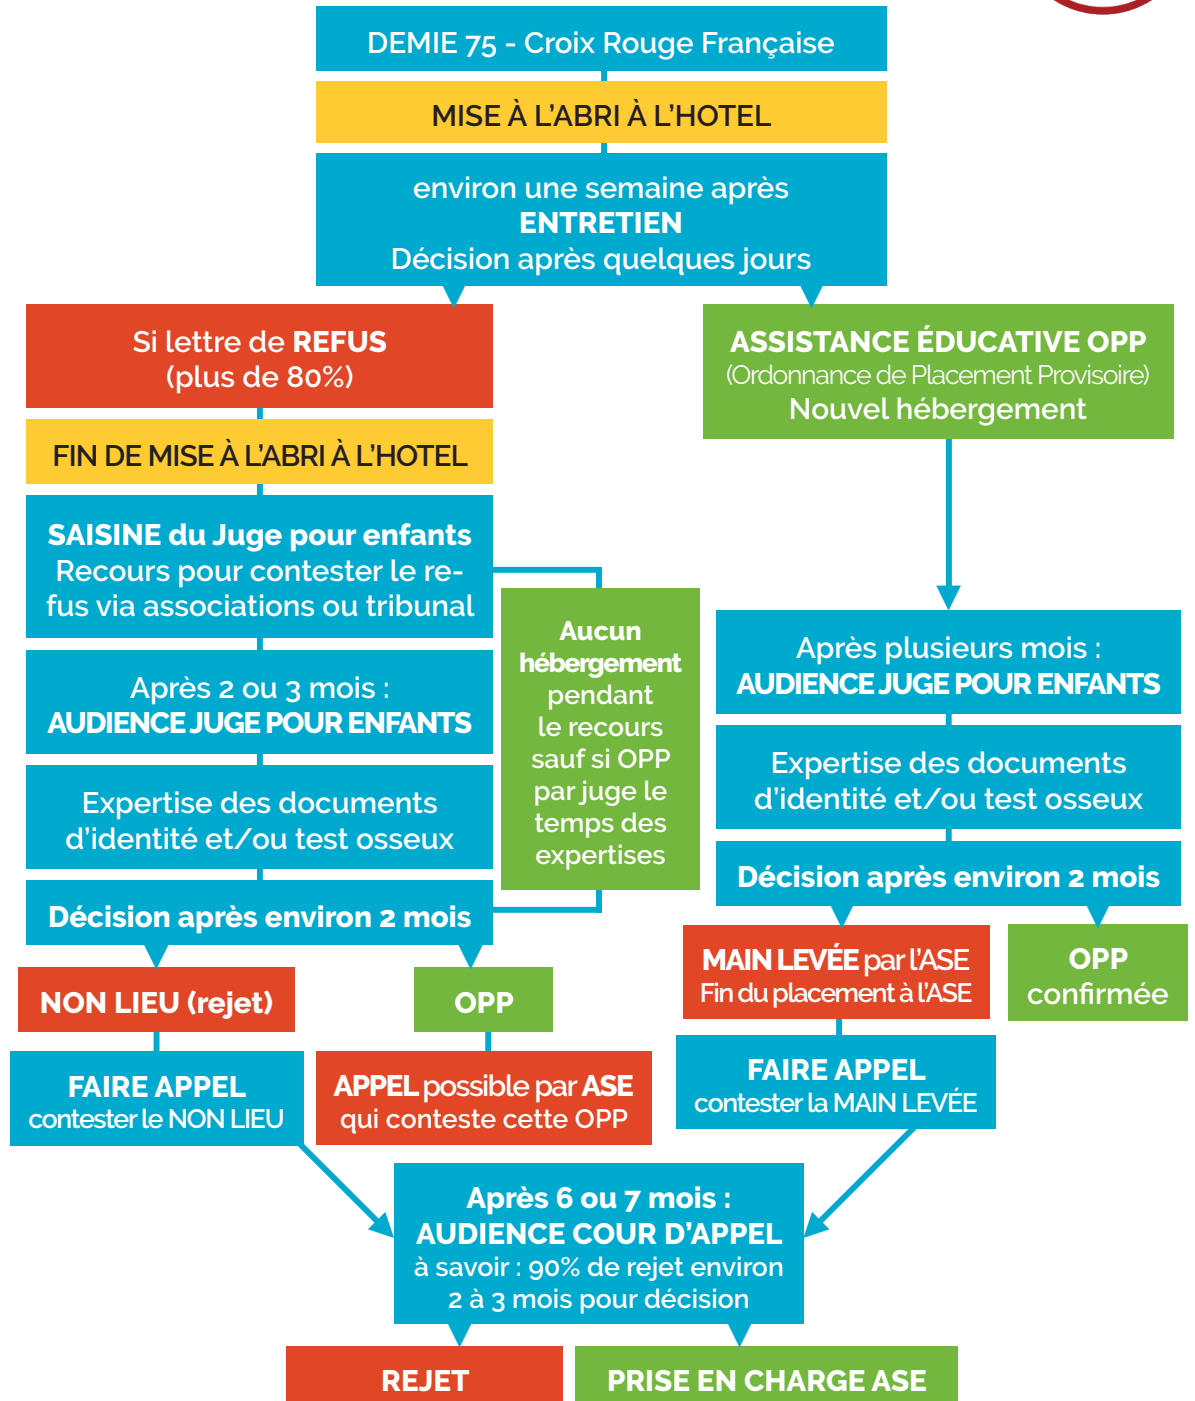 DEMIE 75 - Croix Rouge Française
MISE À L'ABRI À L'HOTEL
environ une semaine après
ENTRETIEN
Décision après quelques jours
Si lettre de REFUS
(plus de 80%)
FIN DE MISE À L'ABRI À L'HOTEL
SAISINE du Juge pour enfants
Recours pour contester le re-
fus via associations ou tribunal
Après 2 ou 3 mois :
AUDIENCE JUGE POUR ENFANTS
Expertise des documents
d'identité et/ou test osseux
Décision après environ 2 mois
Aucun
hébergement
pendant
le recours
sauf si OPP
par juge le
temps des
expertises
NON LIEU (rejet)
OPP
FAIRE APPEL
contester le NON LIEU
APPEL possible par ASE
qui conteste cette OPP
ASSISTANCE ÉDUCATIVE OPP
(Ordonnance de Placement Provisoire)
Nouvel hébergement
Après plusieurs mois :
AUDIENCE JUGE POUR ENFANTS
Expertise des documents
d'identité et/ou test osseux
Décision après environ 2 mois
MAIN LEVÉE par l'ASE
Fin du placement à l'ASE
OPP
confirmée
FAIRE APPEL
contester la MAIN LEVÉE
Après 6 ou 7 mois :
AUDIENCE COUR D'APPEL
à savoir : 90% de rejet environ
2 à 3 mois pour décision
REJET
PRISE EN CHARGE ASE